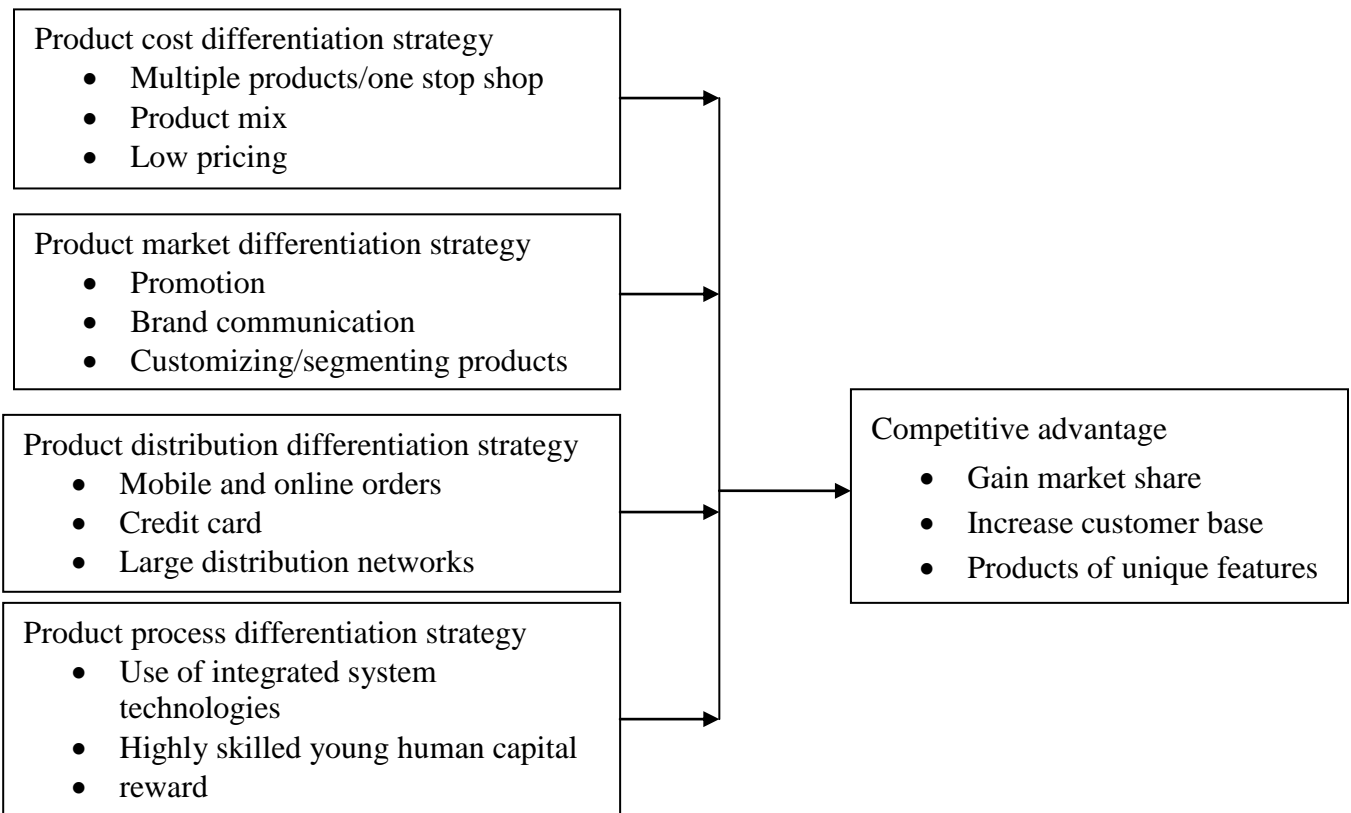 Product cost differentiation strategy
• Multiple products/one stop shop
• Product mix
• Low pricing
Product market differentiation strategy
• Promotion
• Brand communication
• Customizing/segmenting products
Product distribution differentiation strategy
• Mobile and online orders
• Credit card
• Large distribution networks
Product process differentiation strategy
• Use of integrated system
technologies
• Highly skilled young human capital
• reward
Competitive advantage
• Gain market share
• Increase customer base
• Products of unique features